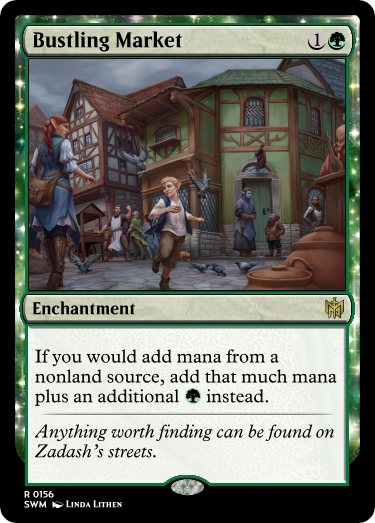 Bustling Market 1
Enchantment
If you would add mana from a
nonland source, add that much mana
plus an additional instead.
Anything worth finding can be found on
Zadash's streets.
R 0156
SWM Linda Lithen